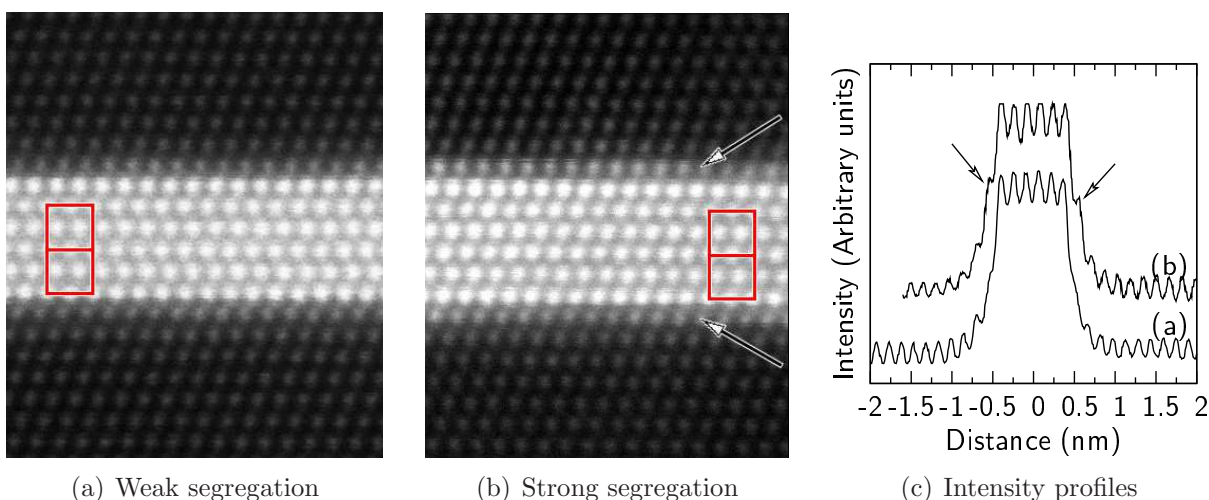 Intensity (Arbitrary units)
(b)
(a)
-2 -1.5 -1 -0.5 0 0.5 1 1.5 2
Distance (nm)
(a) Weak segregation
(b) Strong segregation
(c) Intensity profiles